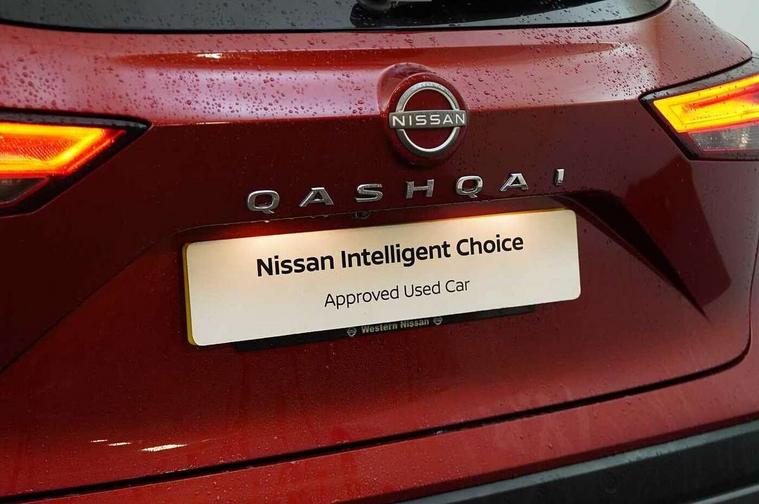 NISSAN
QASHQAI
Nissan Intelligent Choice
Approved Used Car
Western Nissan